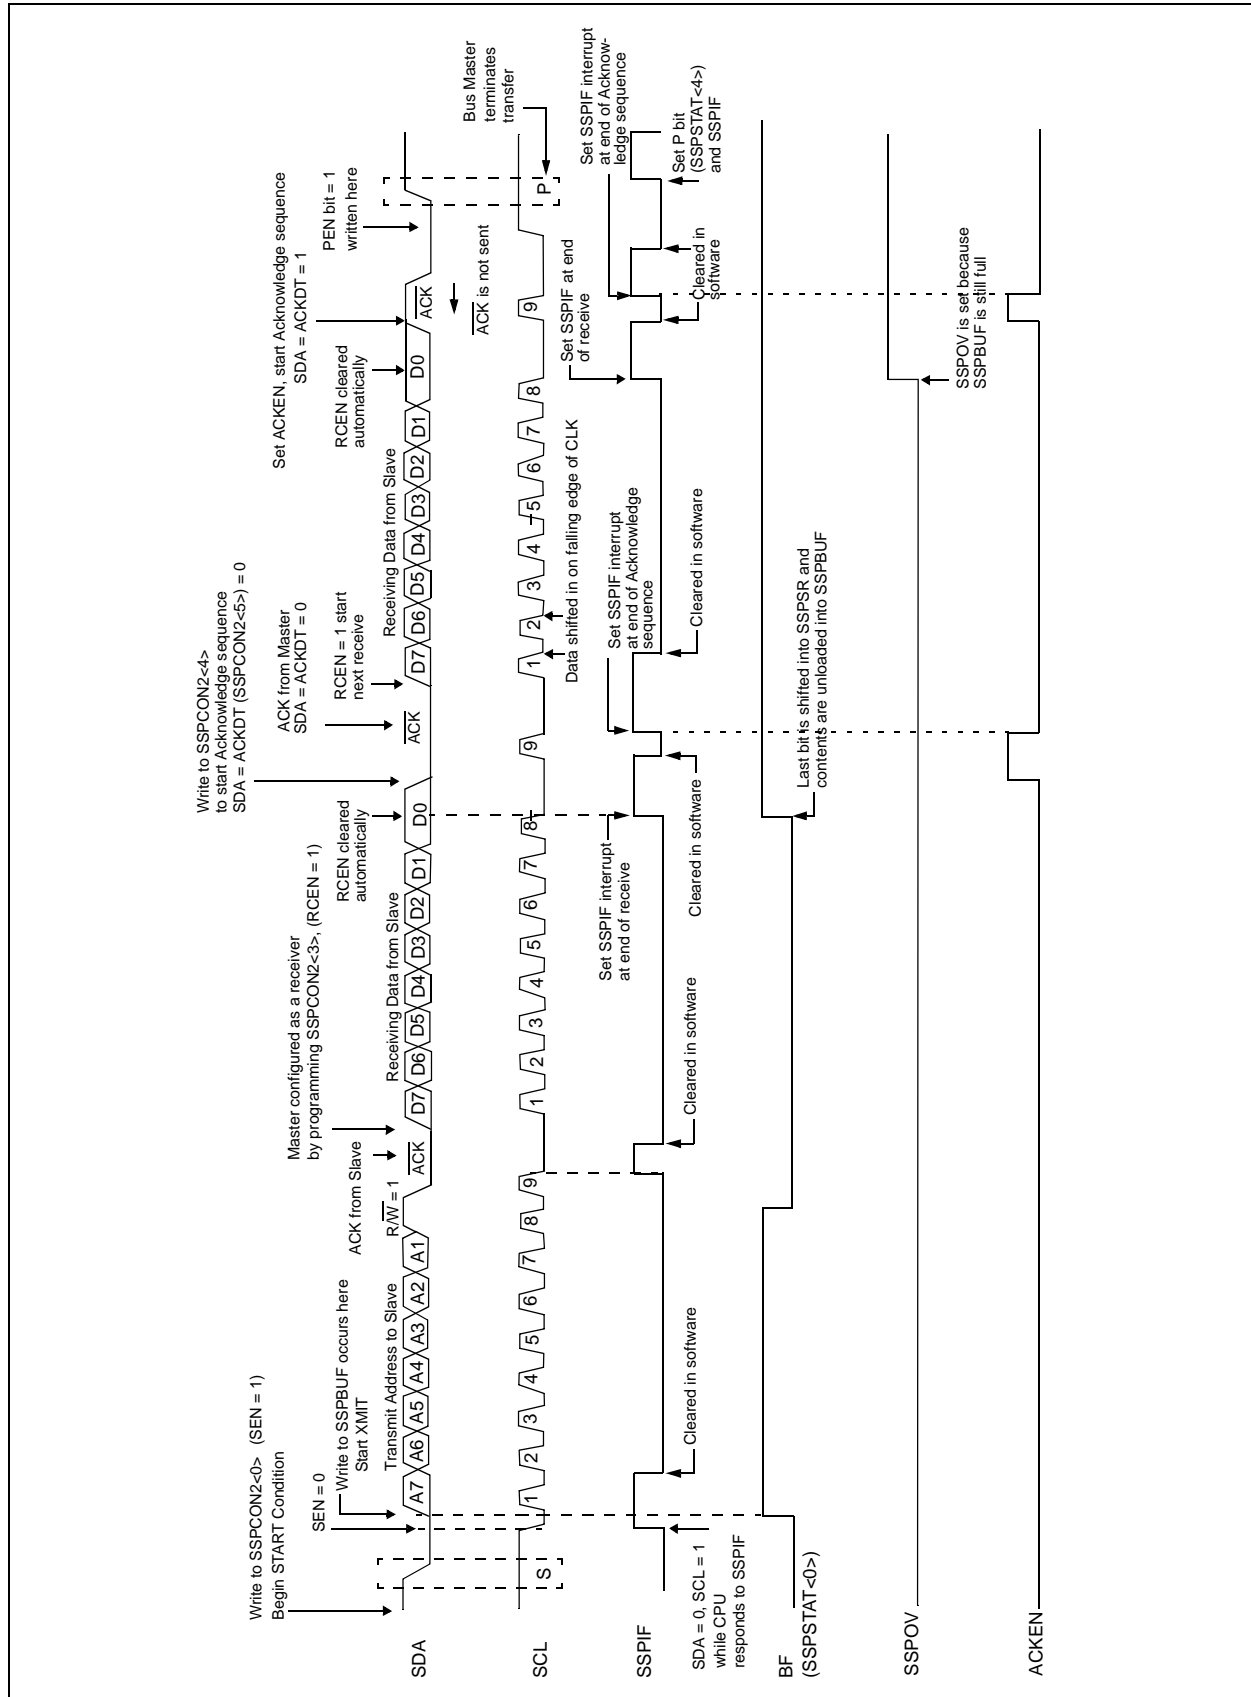 Write to SSPCON2<0> (SEN = 1)
Begin START Condition
SEN = 0
Write to SSPBUF occurs here
Start XMIT
Transmit Address to Slave
ACK from Slave
R/W = 1
Master configured as a receiver
by programming SSPCON2<3>, (RCEN = 1)
Receiving Data from Slave
RCEN cleared
automatically
Write to SSPCON2<4>
to start Acknowledge sequence
SDA = ACKDT (SSPCON2<5>) = 0
ACK from Master
SDA = ACKDT = 0
RCEN = 1 start
next receive
Receiving Data from Slave
RCEN cleared
automatically
Set ACKEN, start Acknowledge sequence
SDA = ACKDT = 1
PEN bit = 1
written here
SDA
A7 A6 A5 A4 A3 A2 A1 ACK D7 D6 D5 D4 D3 D2 D1 D0 ACK D7 D6 D5 D4 D3 D2 D1 D0 ACK
ACK is not sent
Bus Master
terminates
transfer
SCL
S 1 2 3 4 5 6 7 8 9 1 2 3 4 5 6 7 8 9 1 2 3 4 5 6 7 8 9 P
Data shifted in on falling edge of CLK
Set SSPIF interrupt
at end of receive
Set SSPIF interrupt
at end of Acknowledge
sequence
Set SSPIF at end
of receive
Set SSPIF interrupt
at end of Acknow-
ledge sequence
SSPIF
SDA = 0, SCL = 1
while CPU
responds to SSPIF
Cleared in software
Cleared in software
Cleared in software
Cleared in software
Cleared in
software
Set P bit
(SSPSTAT<4>)
and SSPIF
BF
(SSPSTAT<0>)
Last bit is shifted into SSPSR and
contents are unloaded into SSPBUF
SSPOV
SSPOV is set because
SSPBUF is still full
ACKEN